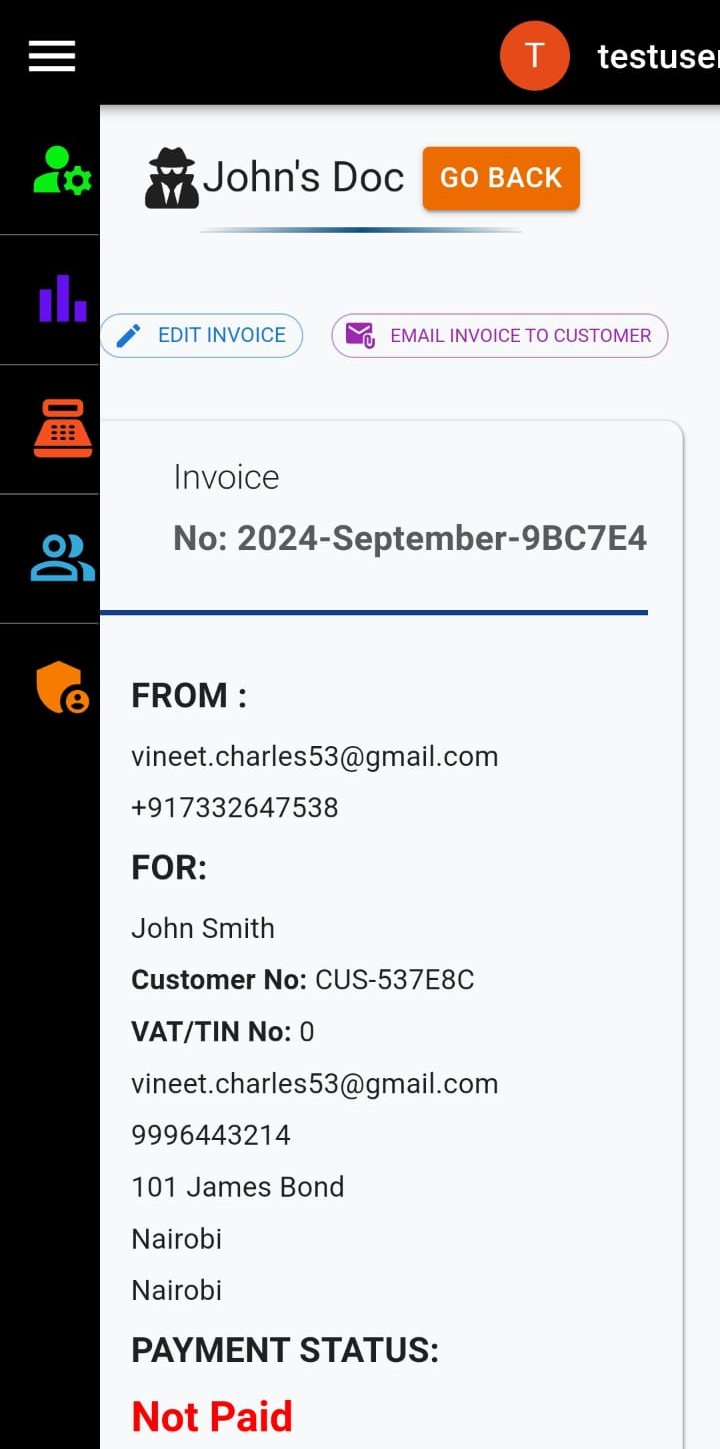 T testuser
John's Doc GO BACK
EDIT INVOICE EMAIL INVOICE TO CUSTOMER
Invoice
No: 2024-September-9BC7E4
FROM :
vineet.charles53@gmail.com
+917332647538
FOR:
John Smith
Customer No: CUS-537E8C
VAT/TIN No: 0
vineet.charles53@gmail.com
9996443214
101 James Bond
Nairobi
Nairobi
PAYMENT STATUS:
Not Paid